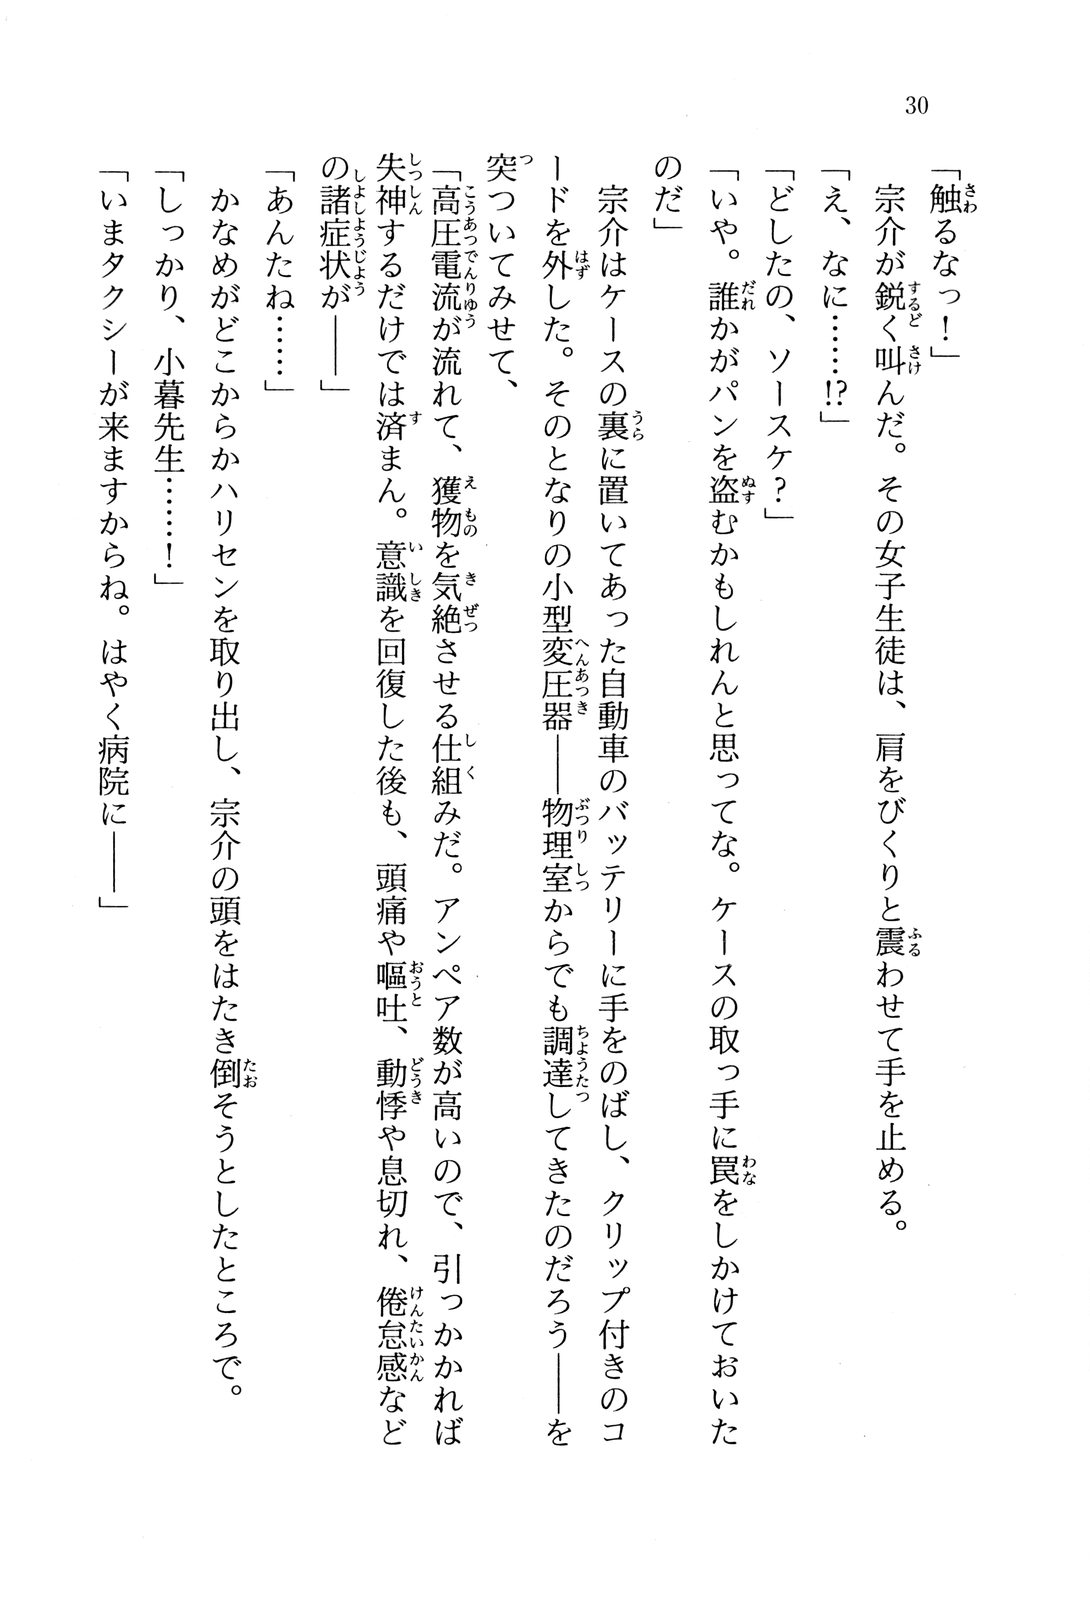 30
「触るなっ！」
　宗介が鋭く叫んだ。その女子生徒は、肩をびくりと震わせて手を止める。
「え、なに……!?」
「どしたの、ソースケ？」
「いや。誰かがパンを盗むかもしれんと思ってな。ケースの取っ手に罠をしかけておいた
のだ」
　宗介はケースの裏に置いてあった自動車のバッテリーに手をのばし、クリップ付きのコ
ードを外した。そのとなりの小型変圧器――物理室からでも調達してきたのだろう――を
突ついてみせて、
「高圧電流が流れて、獲物を気絶させる仕組みだ。アンペア数が高いので、引っかかれば
失神するだけでは済まん。意識を回復した後も、頭痛や嘔吐、動悸や息切れ、倦怠感など
の諸症状が――」
「あんたね……」
　かなめがどこからかハリセンを取り出し、宗介の頭をはたき倒そうとしたところで。
「しっかり、小暮先生……！」
「いまタクシーが来ますからね。はやく病院に――」